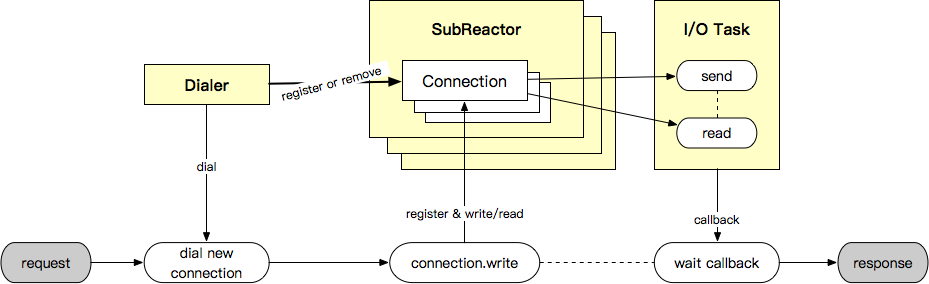 SubReactor
I/O Task
Dialer
register or remove
Connection
send
read
dial
register & write/read
callback
request
dial new
connection
connection.write
wait callback
response